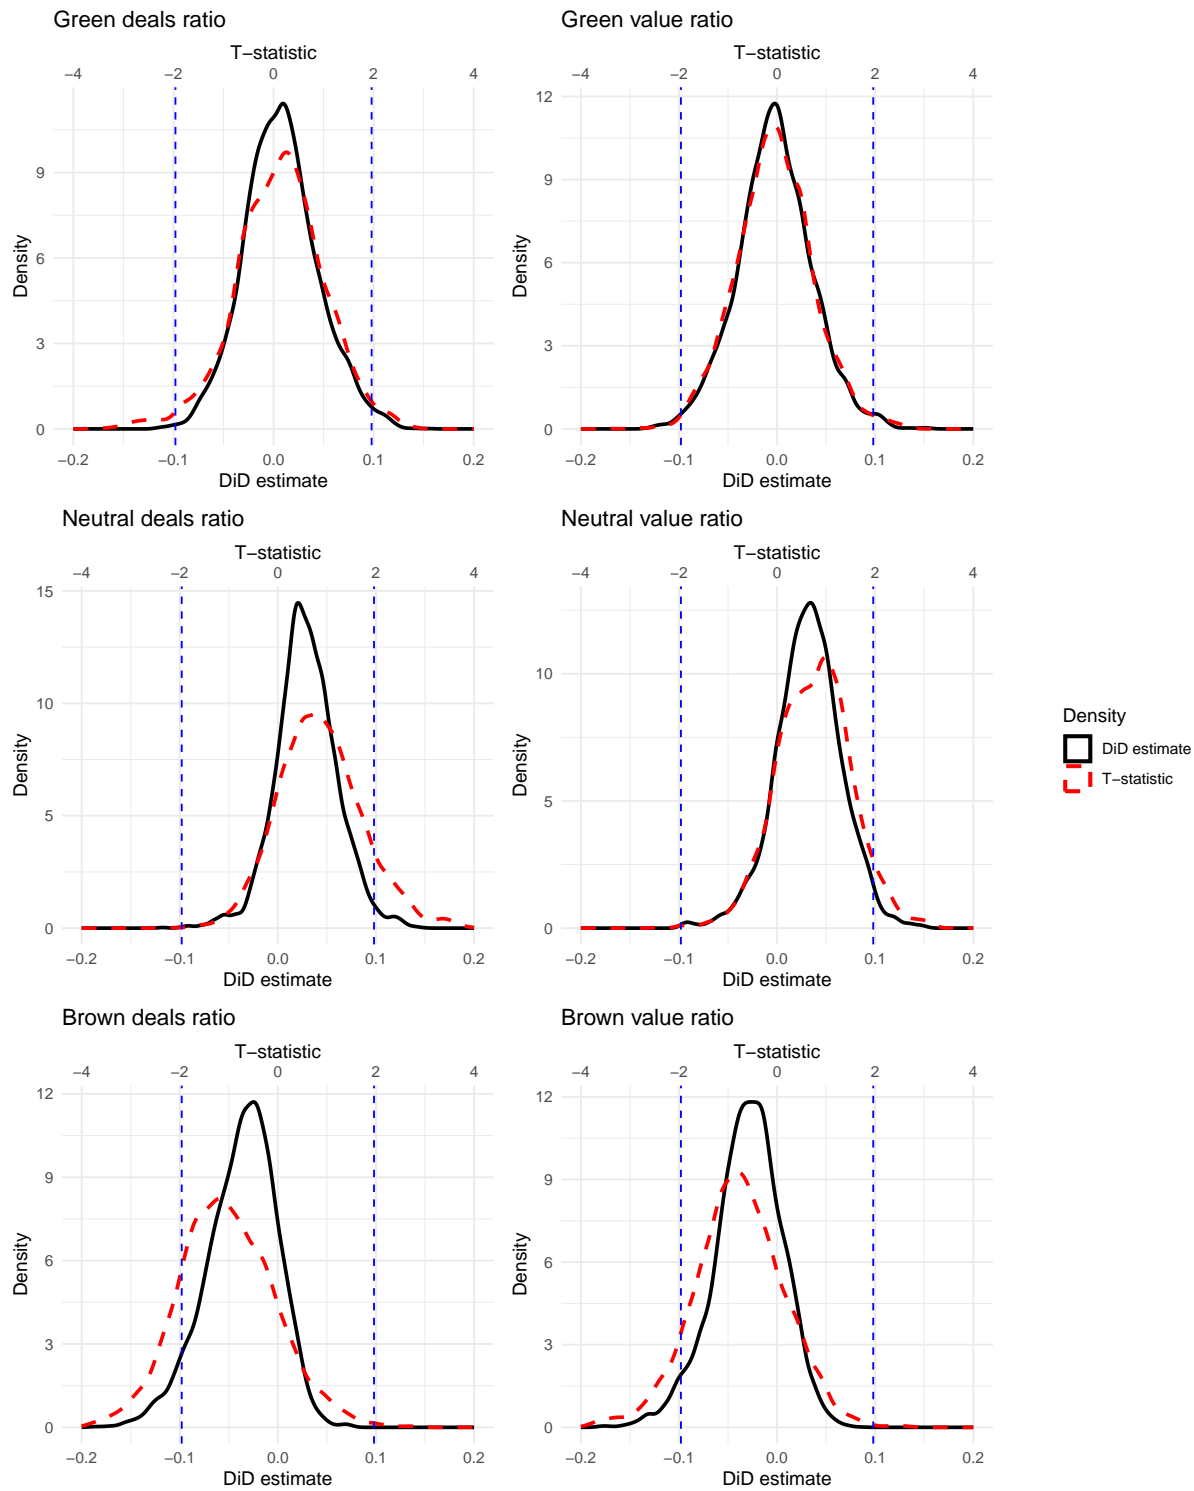 Green deals ratio
T−statistic
−4 −2 0 2 4
Density
0
3
6
9
−0.2 −0.1 0.0 0.1 0.2
DiD estimate
Green value ratio
T−statistic
−4 −2 0 2 4
Density
0
3
6
9
12
−0.2 −0.1 0.0 0.1 0.2
DiD estimate
Neutral deals ratio
T−statistic
−4 −2 0 2 4
Density
0
5
10
15
−0.2 −0.1 0.0 0.1 0.2
DiD estimate
Neutral value ratio
T−statistic
−4 −2 0 2 4
Density
0
5
10
−0.2 −0.1 0.0 0.1 0.2
DiD estimate
Density
DiD estimate
T−statistic
Brown deals ratio
T−statistic
−4 −2 0 2 4
Density
0
3
6
9
12
−0.2 −0.1 0.0 0.1 0.2
DiD estimate
Brown value ratio
T−statistic
−4 −2 0 2 4
Density
0
3
6
9
12
−0.2 −0.1 0.0 0.1 0.2
DiD estimate